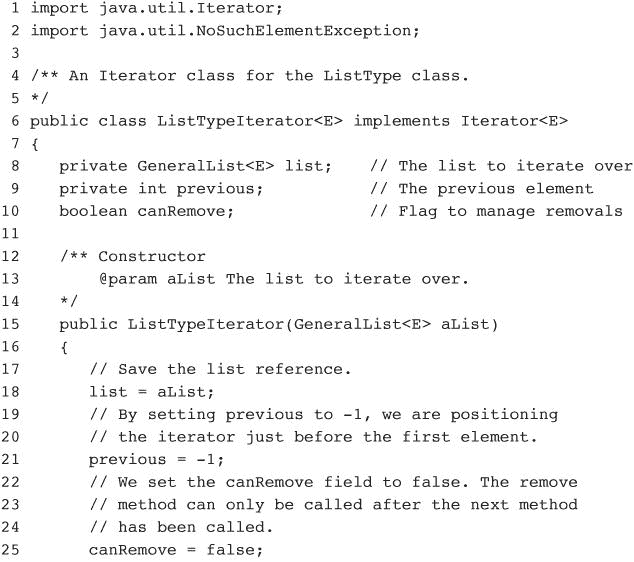 1 import java.util.Iterator;
2 import java.util.NoSuchElementException;
3
4 /** An Iterator class for the ListType class.
5 */
6 public class ListTypeIterator<E> implements Iterator<E>
7 {
8    private GeneralList<E> list;    // The list to iterate over
9    private int previous;           // The previous element
10    boolean canRemove;              // Flag to manage removals
11
12    /** Constructor
13        @param aList The list to iterate over.
14    */
15    public ListTypeIterator(GeneralList<E> aList)
16    {
17       // Save the list reference.
18       list = aList;
19       // By setting previous to -1, we are positioning
20       // the iterator just before the first element.
21       previous = -1;
22       // We set the canRemove field to false. The remove
23       // method can only be called after the next method
24       // has been called.
25       canRemove = false;